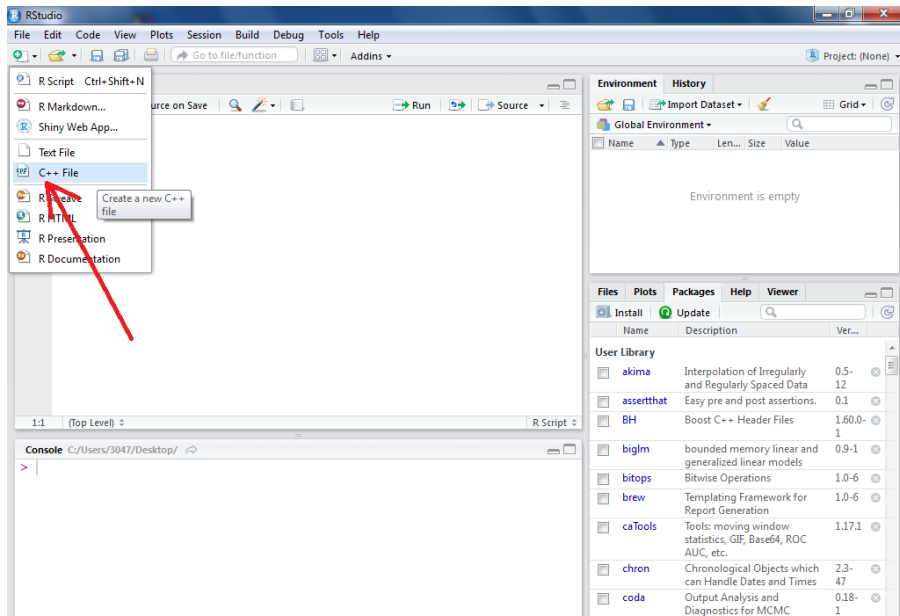 RStudio
File Edit Code View Plots Session Build Debug Tools Help
Go to file/function Addins Project: (None)
R Script Ctrl+Shift+N
R Markdown...
Shiny Web App...
Text File
C++ File
R HTML
R Presentation
R Documentation
Create a new C++
file
urce on Save Run Source
1:1 (Top Level) R Script
Console C:/Users/3047/Desktop/
>
Environment History
Import Dataset Grid
Global Environment
Name Type Len... Size Value
Environment is empty
Files Plots Packages Help Viewer
Install Update
Name Description Ver...
User Library
akima Interpolation of Irregularly 0.5-
and Regularly Spaced Data 12
assertthat Easy pre and post assertions. 0.1
BH Boost C++ Header Files 1.60.0-
1
biglm bounded memory linear and 0.9-1
generalized linear models
bitops Bitwise Operations 1.0-6
brew Templating Framework for 1.0-6
Report Generation
caTools Tools: moving window 1.17.1
statistics, GIF, Base64, ROC
AUC, etc.
chron Chronological Objects which 2.3-
can Handle Dates and Times 47
coda Output Analysis and 0.18-
Diagnostics for MCMC 1